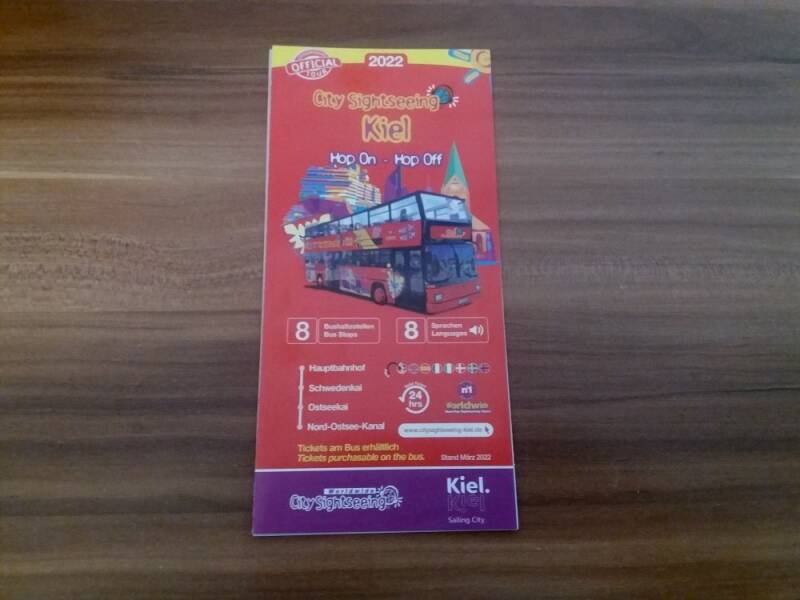 OFFICIAL
TOUR
2022
City Sightseeing
Kiel
Hop On - Hop Off
8
Bushaltestellen
Bus Stops
8
Sprachen
Languages
Hauptbahnhof
Schwedenkai
Ostseekai
Nord-Ostsee-Kanal
24
hrs
n°1
Worldwide
www.citysightseeing-kiel.de
Tickets am Bus erhältlich
Tickets purchasable on the bus.
Stand März 2022
Worldwide
City Sightseeing
Kiel.
Sailing City.